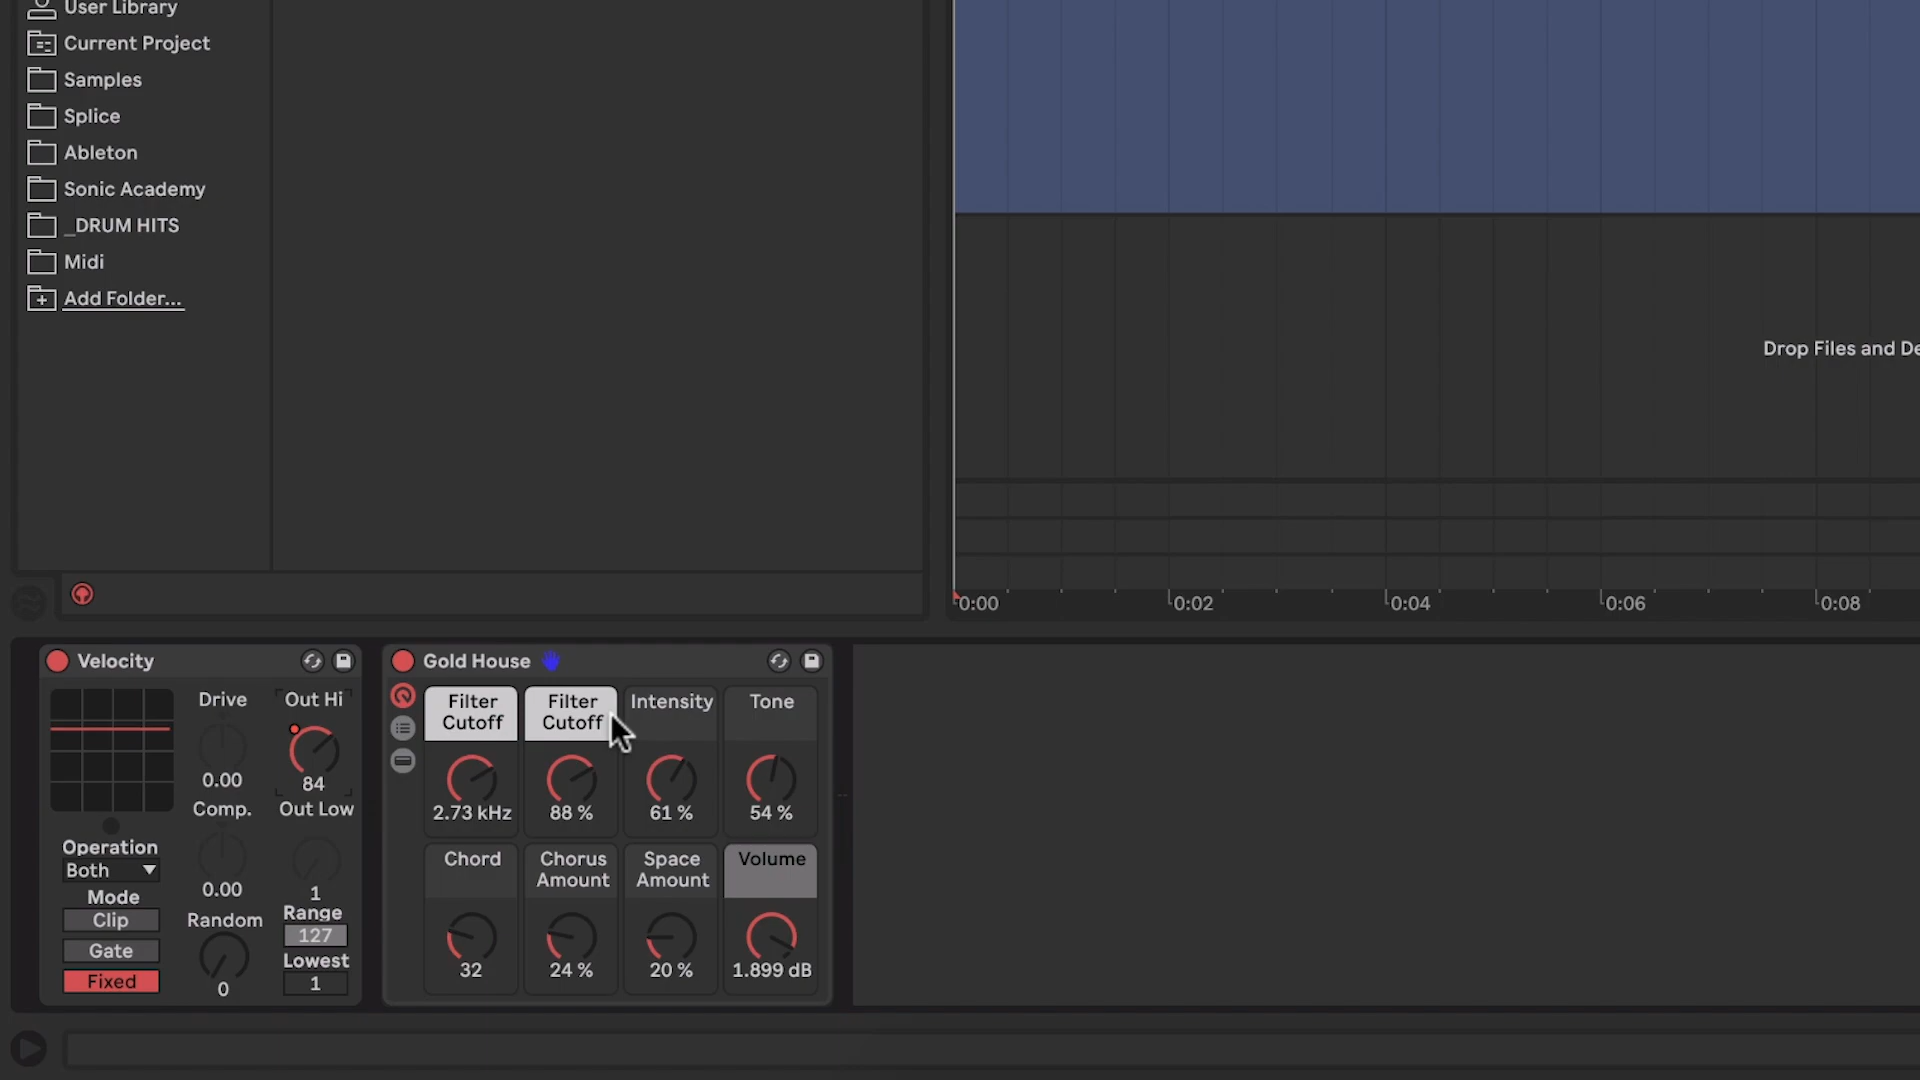 User Library
Current Project
Samples
Splice
Ableton
Sonic Academy
_DRUM HITS
Midi
Add Folder...
Drop Files and De
0:00
0:02
0:04
0:06
0:08
Velocity
Drive
0.00
Comp.
0.00
Random
0
Out Hi
84
Out Low
1
Range
127
Lowest
1
Operation
Both
Mode
Clip
Gate
Fixed
Gold House
Filter
Cutoff
2.73 kHz
Filter
Cutoff
88 %
Intensity
61 %
Tone
54 %
Chord
32
Chorus
Amount
24 %
Space
Amount
20 %
Volume
1.899 dB